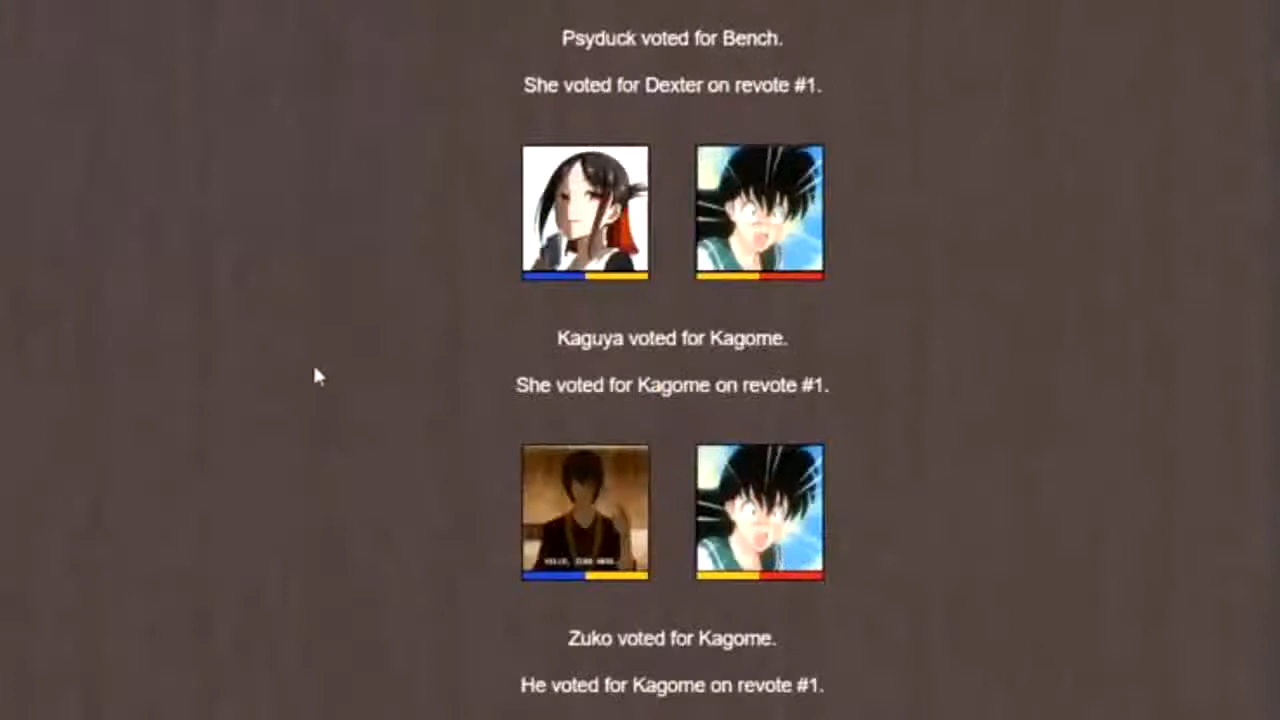 Psyduck voted for Bench.
She voted for Dexter on revote #1.
Kaguya voted for Kagome.
She voted for Kagome on revote #1.
Zuko voted for Kagome.
He voted for Kagome on revote #1.